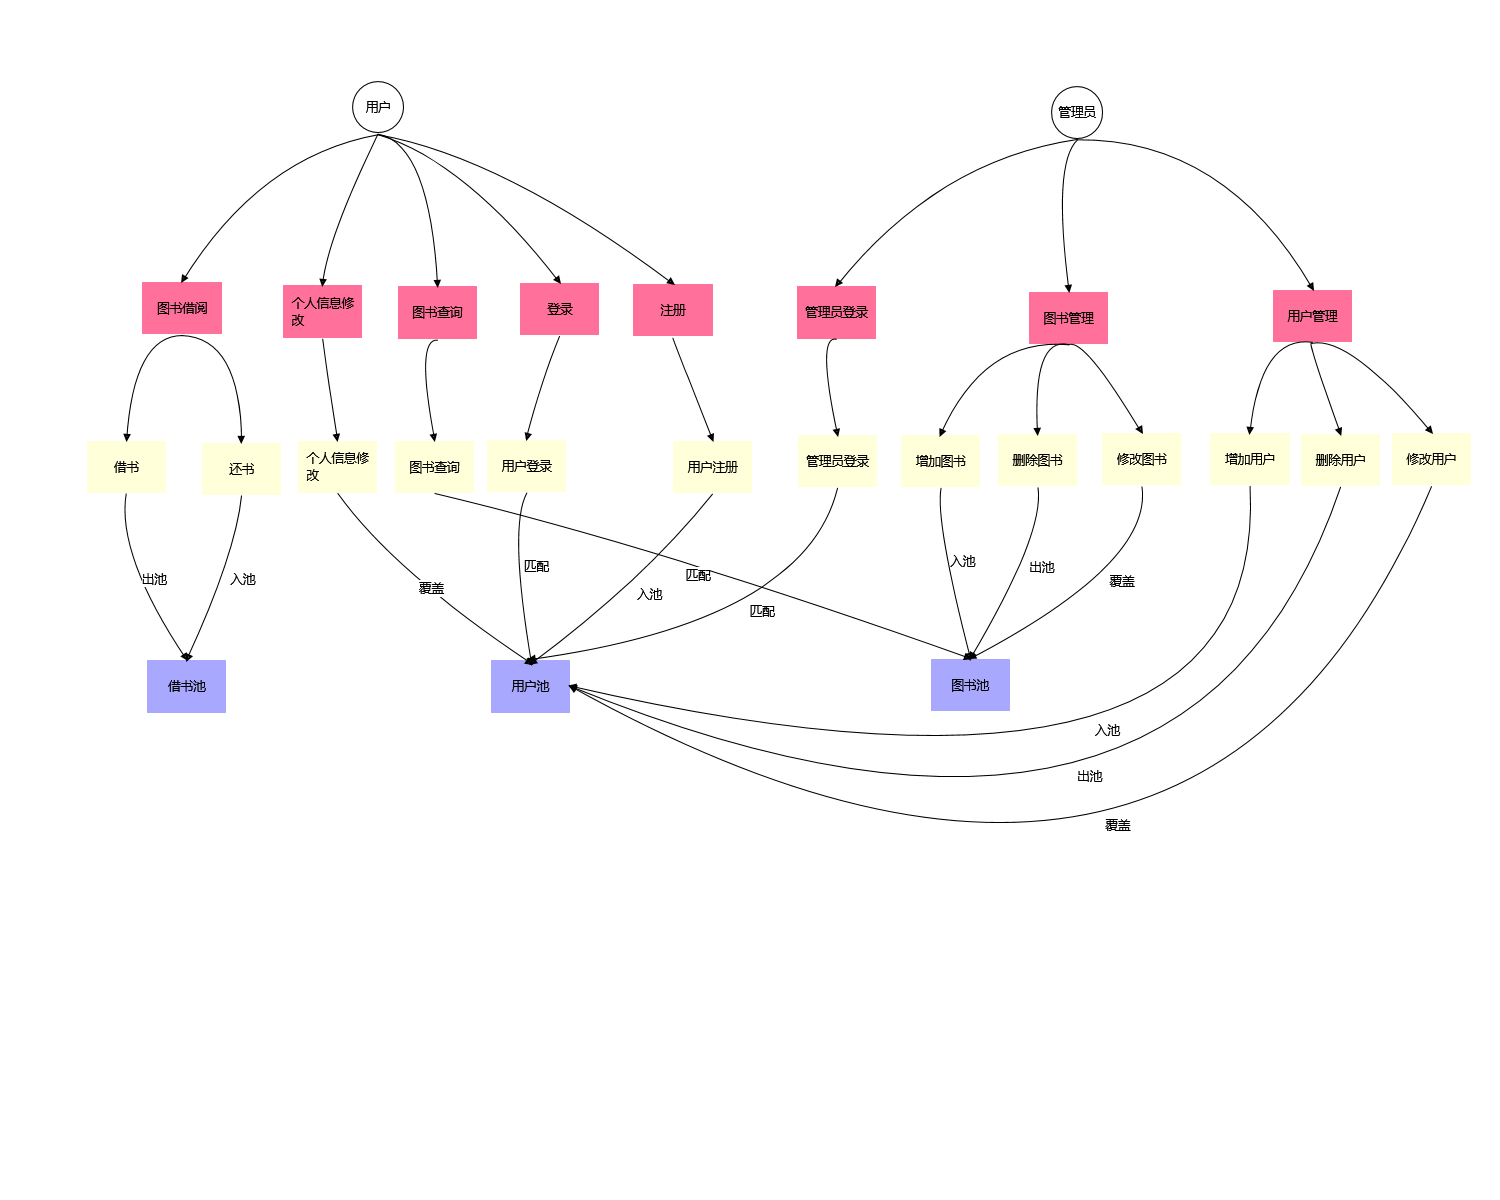 用户
管理员
图书借阅
个人信息修
改
图书查询
登录
注册
管理员登录
图书管理
用户管理
借书
还书
个人信息修
改
图书查询
用户登录
用户注册
管理员登录
增加图书
删除图书
修改图书
增加用户
删除用户
修改用户
出池
入池
覆盖
匹配
入池
匹配
匹配
入池
出池
覆盖
借书池
用户池
图书池
入池
出池
覆盖